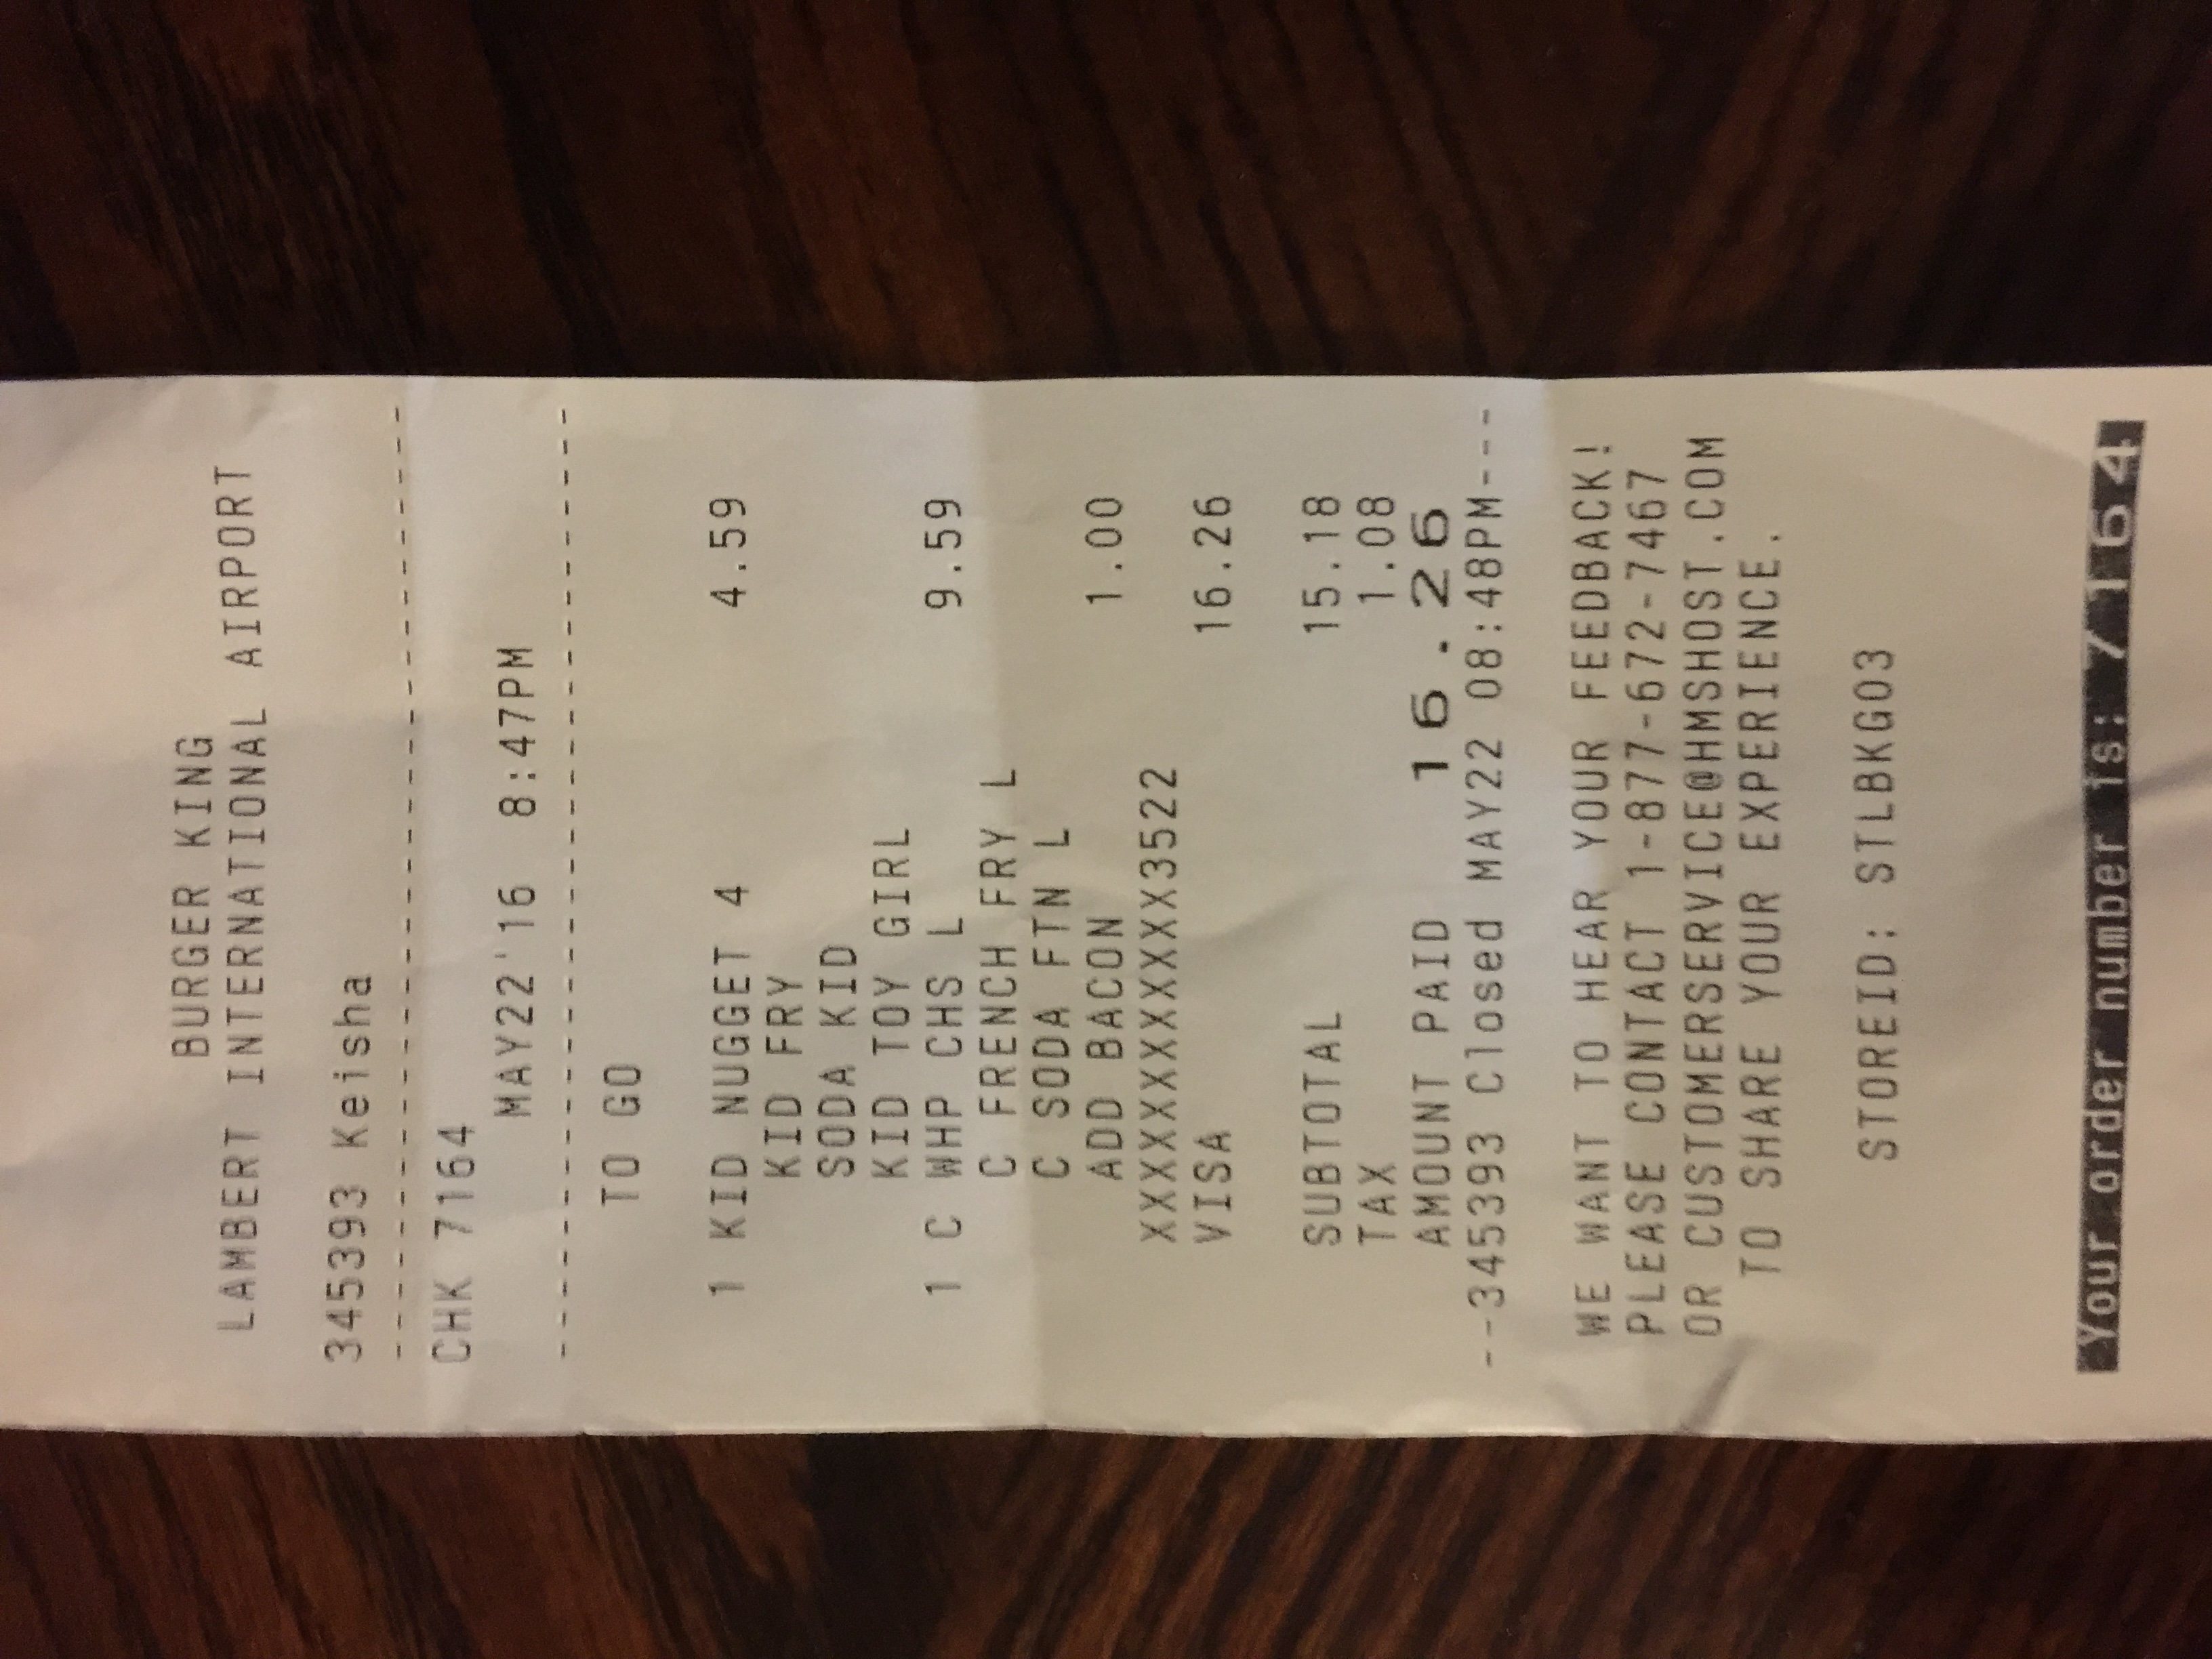 BURGER KING
LAMBERT INTERNATIONAL AIRPORT
345393 Keisha
--------------------------------
CHK 7164
MAY22'16 8:47PM
--------------------------------
TO GO
1 KID NUGGET 4 4.59
KID FRY
SODA KID
KID TOY GIRL
1 C WHP CHS L 9.59
C FRENCH FRY L
C SODA FTN L
ADD BACON 1.00
XXXXXXXXXXXX3522
VISA 16.26
SUBTOTAL 15.18
TAX 1.08
AMOUNT PAID 16.26
--345393 Closed MAY22 08:48PM---
WE WANT TO HEAR YOUR FEEDBACK!
PLEASE CONTACT 1-877-672-7467
OR CUSTOMERSERVICE@HMSHOST.COM
TO SHARE YOUR EXPERIENCE.
STOREID: STLBKG03
Your order number is: 7164